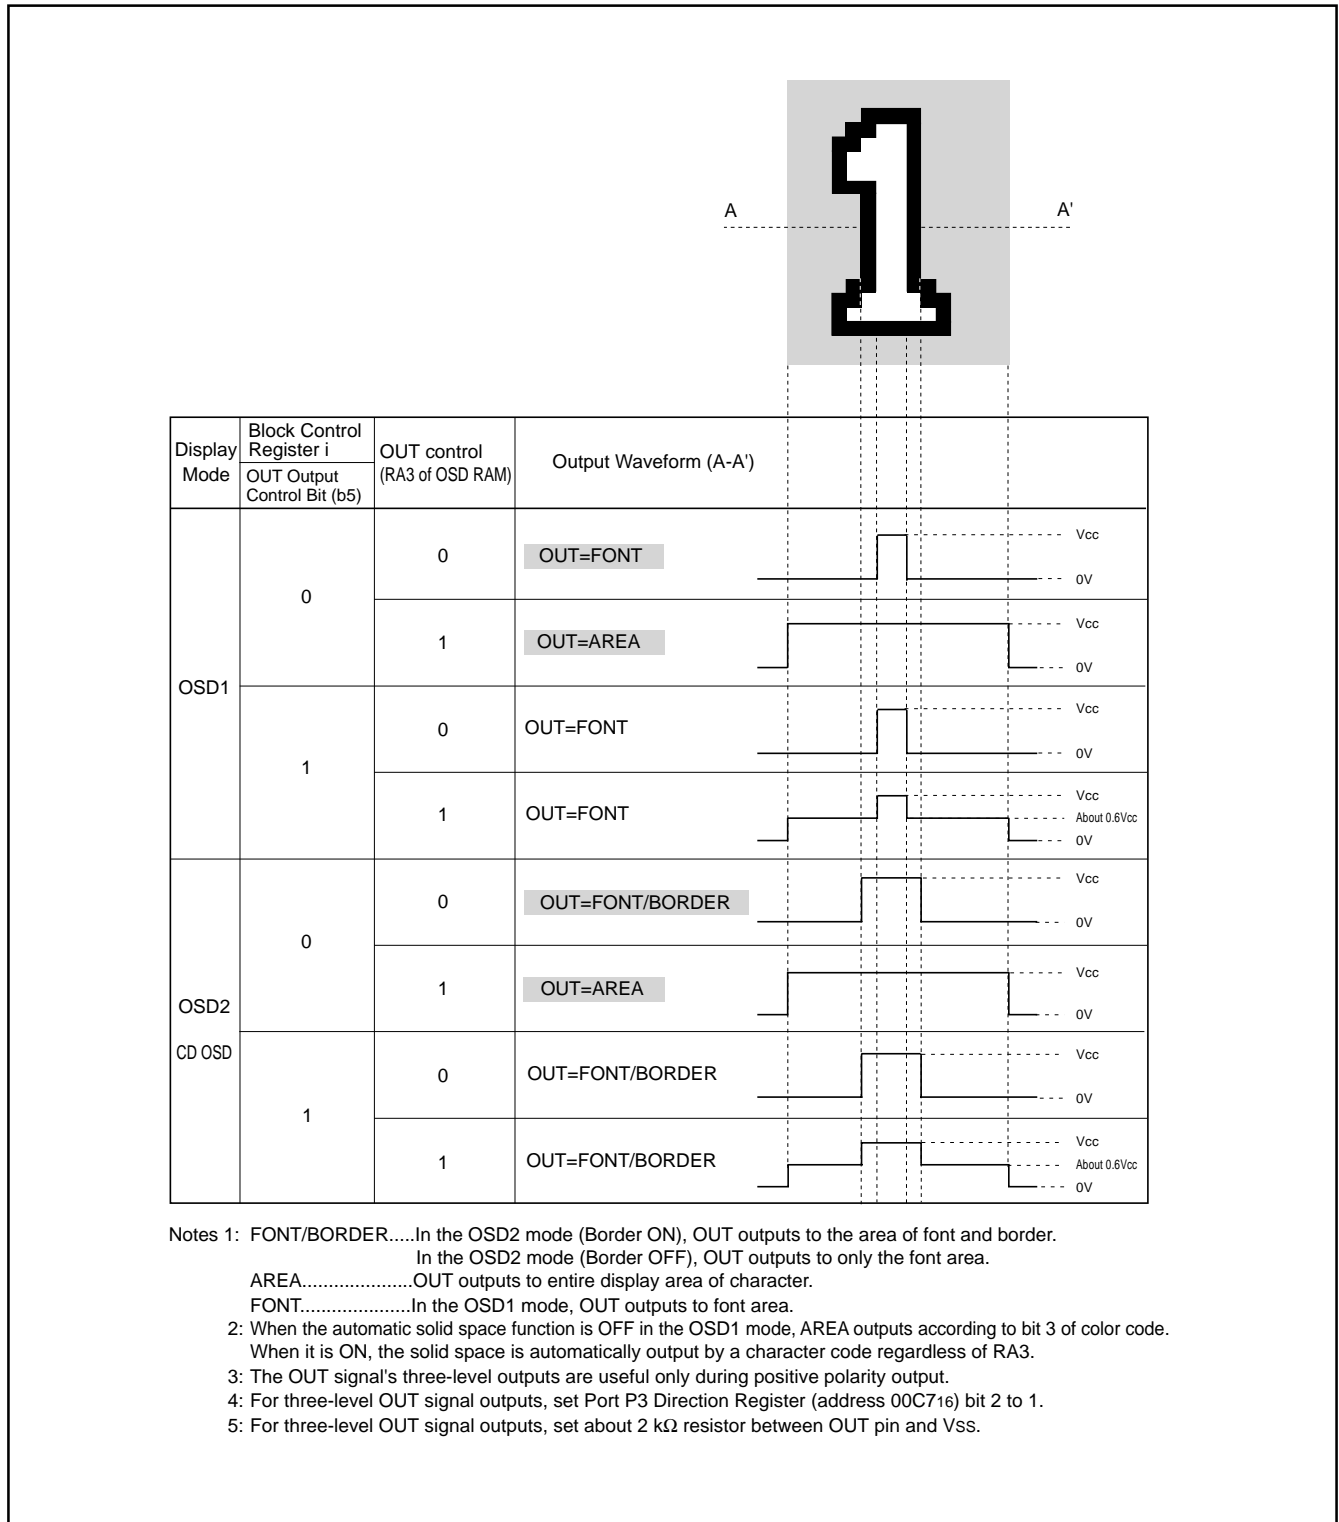 A A'
Display Mode
Block Control Register i
OUT Output Control Bit (b5)
OUT control
(RA3 of OSD RAM)
Output Waveform (A-A')
OSD1
0
0
OUT=FONT
Vcc
0V
1
OUT=AREA
Vcc
0V
1
0
OUT=FONT
Vcc
0V
1
OUT=FONT
Vcc
About 0.6Vcc
0V
OSD2
CD OSD
0
0
OUT=FONT/BORDER
Vcc
0V
1
OUT=AREA
Vcc
0V
1
0
OUT=FONT/BORDER
Vcc
0V
1
OUT=FONT/BORDER
Vcc
About 0.6Vcc
0V
Notes 1: FONT/BORDER.....In the OSD2 mode (Border ON), OUT outputs to the area of font and border.
In the OSD2 mode (Border OFF), OUT outputs to only the font area.
AREA.....................OUT outputs to entire display area of character.
FONT.....................In the OSD1 mode, OUT outputs to font area.
2: When the automatic solid space function is OFF in the OSD1 mode, AREA outputs according to bit 3 of color code.
When it is ON, the solid space is automatically output by a character code regardless of RA3.
3: The OUT signal's three-level outputs are useful only during positive polarity output.
4: For three-level OUT signal outputs, set Port P3 Direction Register (address 00C716) bit 2 to 1.
5: For three-level OUT signal outputs, set about 2 kΩ resistor between OUT pin and VSS.